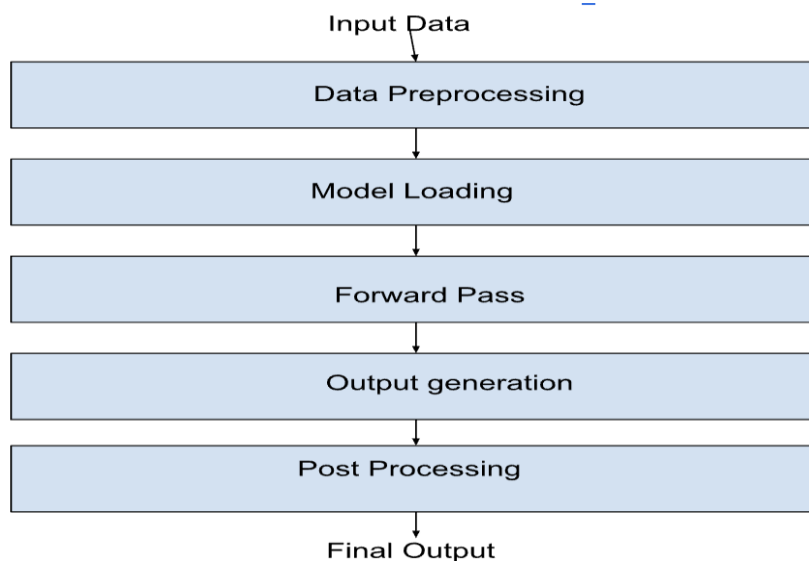 Input Data
Data Preprocessing
Model Loading
Forward Pass
Output generation
Post Processing
Final Output